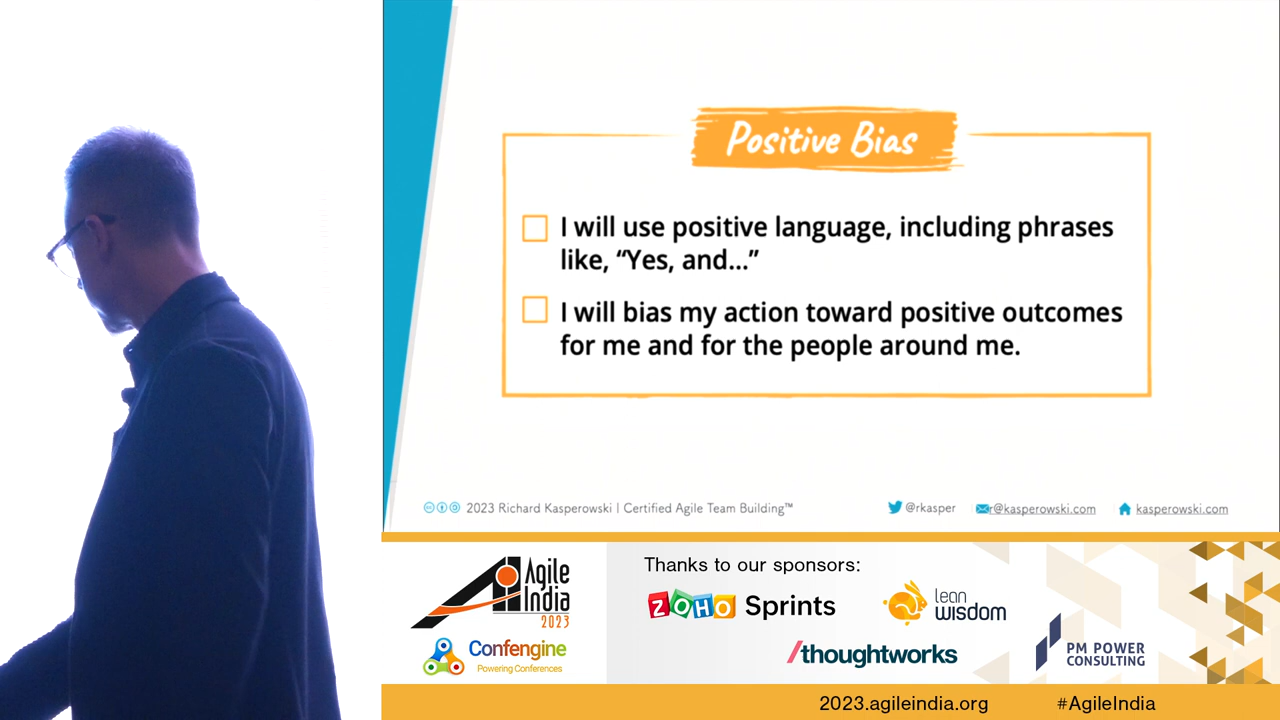 Positive Bias
I will use positive language, including phrases
like, “Yes, and...”
I will bias my action toward positive outcomes
for me and for the people around me.
2023 Richard Kasperowski | Certified Agile Team Building™
@rkasper
r@kasperowski.com
kasperowski.com
Agile
India
2023
Confengine
Powering Conferences
Thanks to our sponsors:
ZOHO Sprints
lean
wisdom
/thoughtworks
PM POWER
CONSULTING
2023.agileindia.org
#AgileIndia